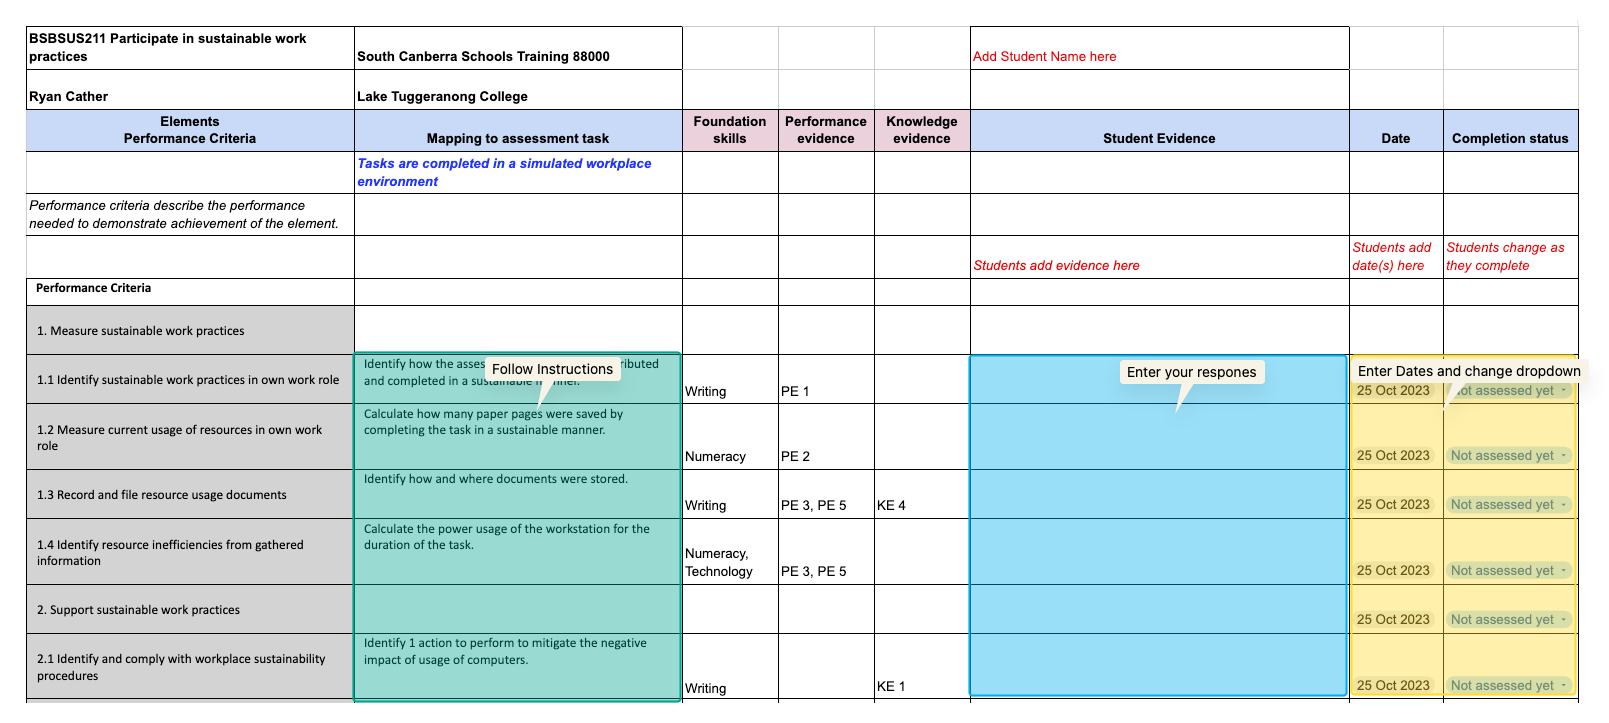 BSBSUS211 Participate in sustainable work
practices
South Canberra Schools Training 88000
Add Student Name here
Ryan Cather
Lake Tuggeranong College
Elements
Performance Criteria
Mapping to assessment task
Foundation
skills
Performance
evidence
Knowledge
evidence
Student Evidence
Date
Completion status
Tasks are completed in a simulated workplace
environment
Performance criteria describe the performance
needed to demonstrate achievement of the element.
Students add evidence here
Students add
date(s) here
Students change as
they complete
Performance Criteria
1. Measure sustainable work practices
1.1 Identify sustainable work practices in own work role
Identify how the
and completed in a sustainable manner.
Follow Instructions
Writing
PE 1
Enter your respones
Enter Dates and change dropdown
25 Oct 2023
Not assessed yet
1.2 Measure current usage of resources in own work
role
Calculate how many paper pages were saved by
completing the task in a sustainable manner.
Numeracy
PE 2
25 Oct 2023
Not assessed yet
1.3 Record and file resource usage documents
Identify how and where documents were stored.
Writing
PE 3, PE 5
KE 4
25 Oct 2023
Not assessed yet
1.4 Identify resource inefficiencies from gathered
information
Calculate the power usage of the workstation for the
duration of the task.
Numeracy,
Technology
PE 3, PE 5
25 Oct 2023
Not assessed yet
2. Support sustainable work practices
25 Oct 2023
Not assessed yet
2.1 Identify and comply with workplace sustainability
procedures
Identify 1 action to perform to mitigate the negative
impact of usage of computers.
Writing
KE 1
25 Oct 2023
Not assessed yet